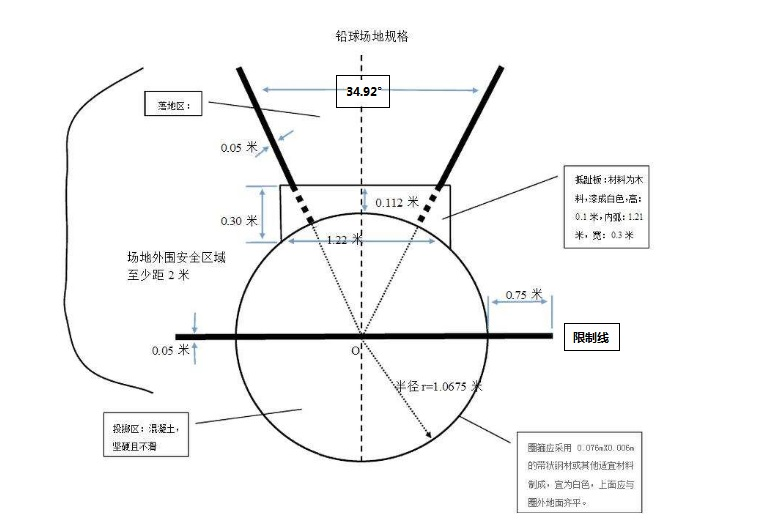 铅球场地规格
34.92°
落地区：
0.05 米
抵趾板：材料为木
料，漆成白色，高：
0.1 米，内弧：1.21
米，宽：0.3 米
0.112 米
0.30 米
1.22 米
场地外围安全区域
至少距 2 米
0.75 米
限制线
0.05 米
O
半径 r=1.0675 米
投掷区：混凝土，
坚硬且不滑
圈箍应采用 0.076mX0.006m
的带状钢材或其他适宜材料
制成，宜为白色，上面应与
圈外地面齐平。